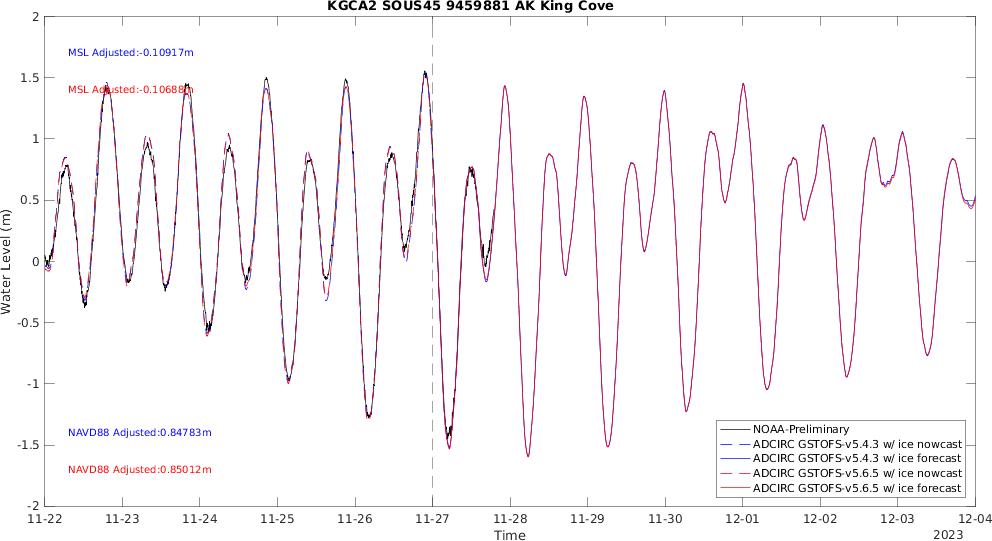 KGCA2 SOUS45 9459881 AK King Cove
2
1.5
1
0.5
0
-0.5
-1
-1.5
-2
Water Level (m)
MSL Adjusted:-0.10917m
MSL Adjusted:-0.10688m
NAVD88 Adjusted:0.84783m
NAVD88 Adjusted:0.85012m
NOAA-Preliminary
ADCIRC GSTOFS-v5.4.3 w/ ice nowcast
ADCIRC GSTOFS-v5.4.3 w/ ice forecast
ADCIRC GSTOFS-v5.6.5 w/ ice nowcast
ADCIRC GSTOFS-v5.6.5 w/ ice forecast
11-22 11-23 11-24 11-25 11-26 11-27 11-28 11-29 11-30 12-01 12-02 12-03 12-04
Time
2023